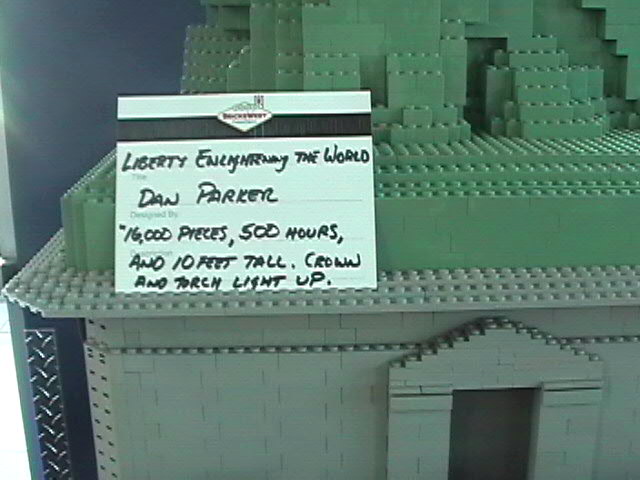 BRICKSWEST
LIBERTY ENLIGHTENING THE WORLD
Title
DAN PARKER
Designed By
"16,000 PIECES, 500 HOURS,
AND 10 FEET TALL. CROWN
AND TORCH LIGHT UP.